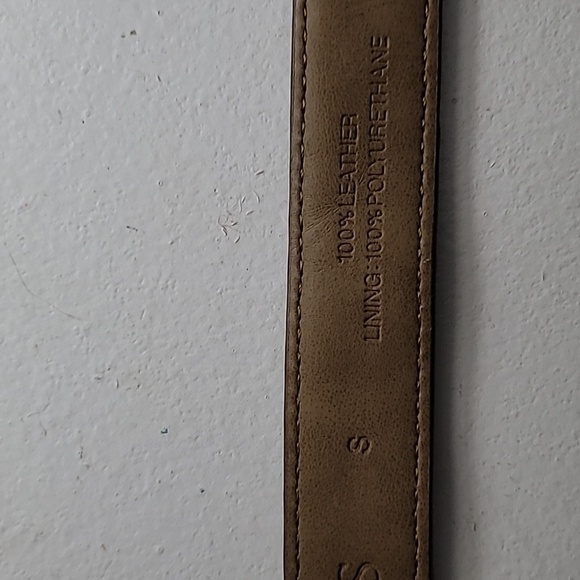 100% LEATHER
LINING: 100% POLYURETHANE
S
S